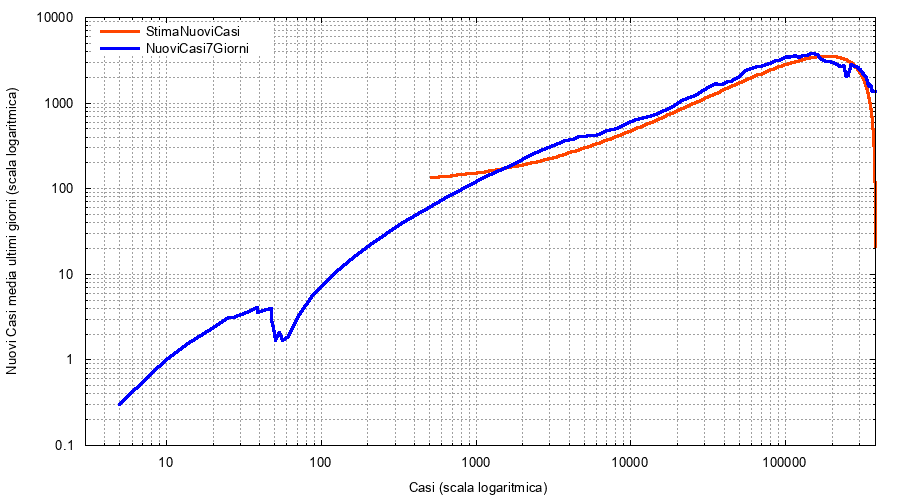 10000
StimaNuoviCasi
NuoviCasi7Giorni
1000
100
10
1
0.1
Nuovi Casi media ultimi giorni (scala logaritmica)
10 100 1000 10000 100000
Casi (scala logaritmica)